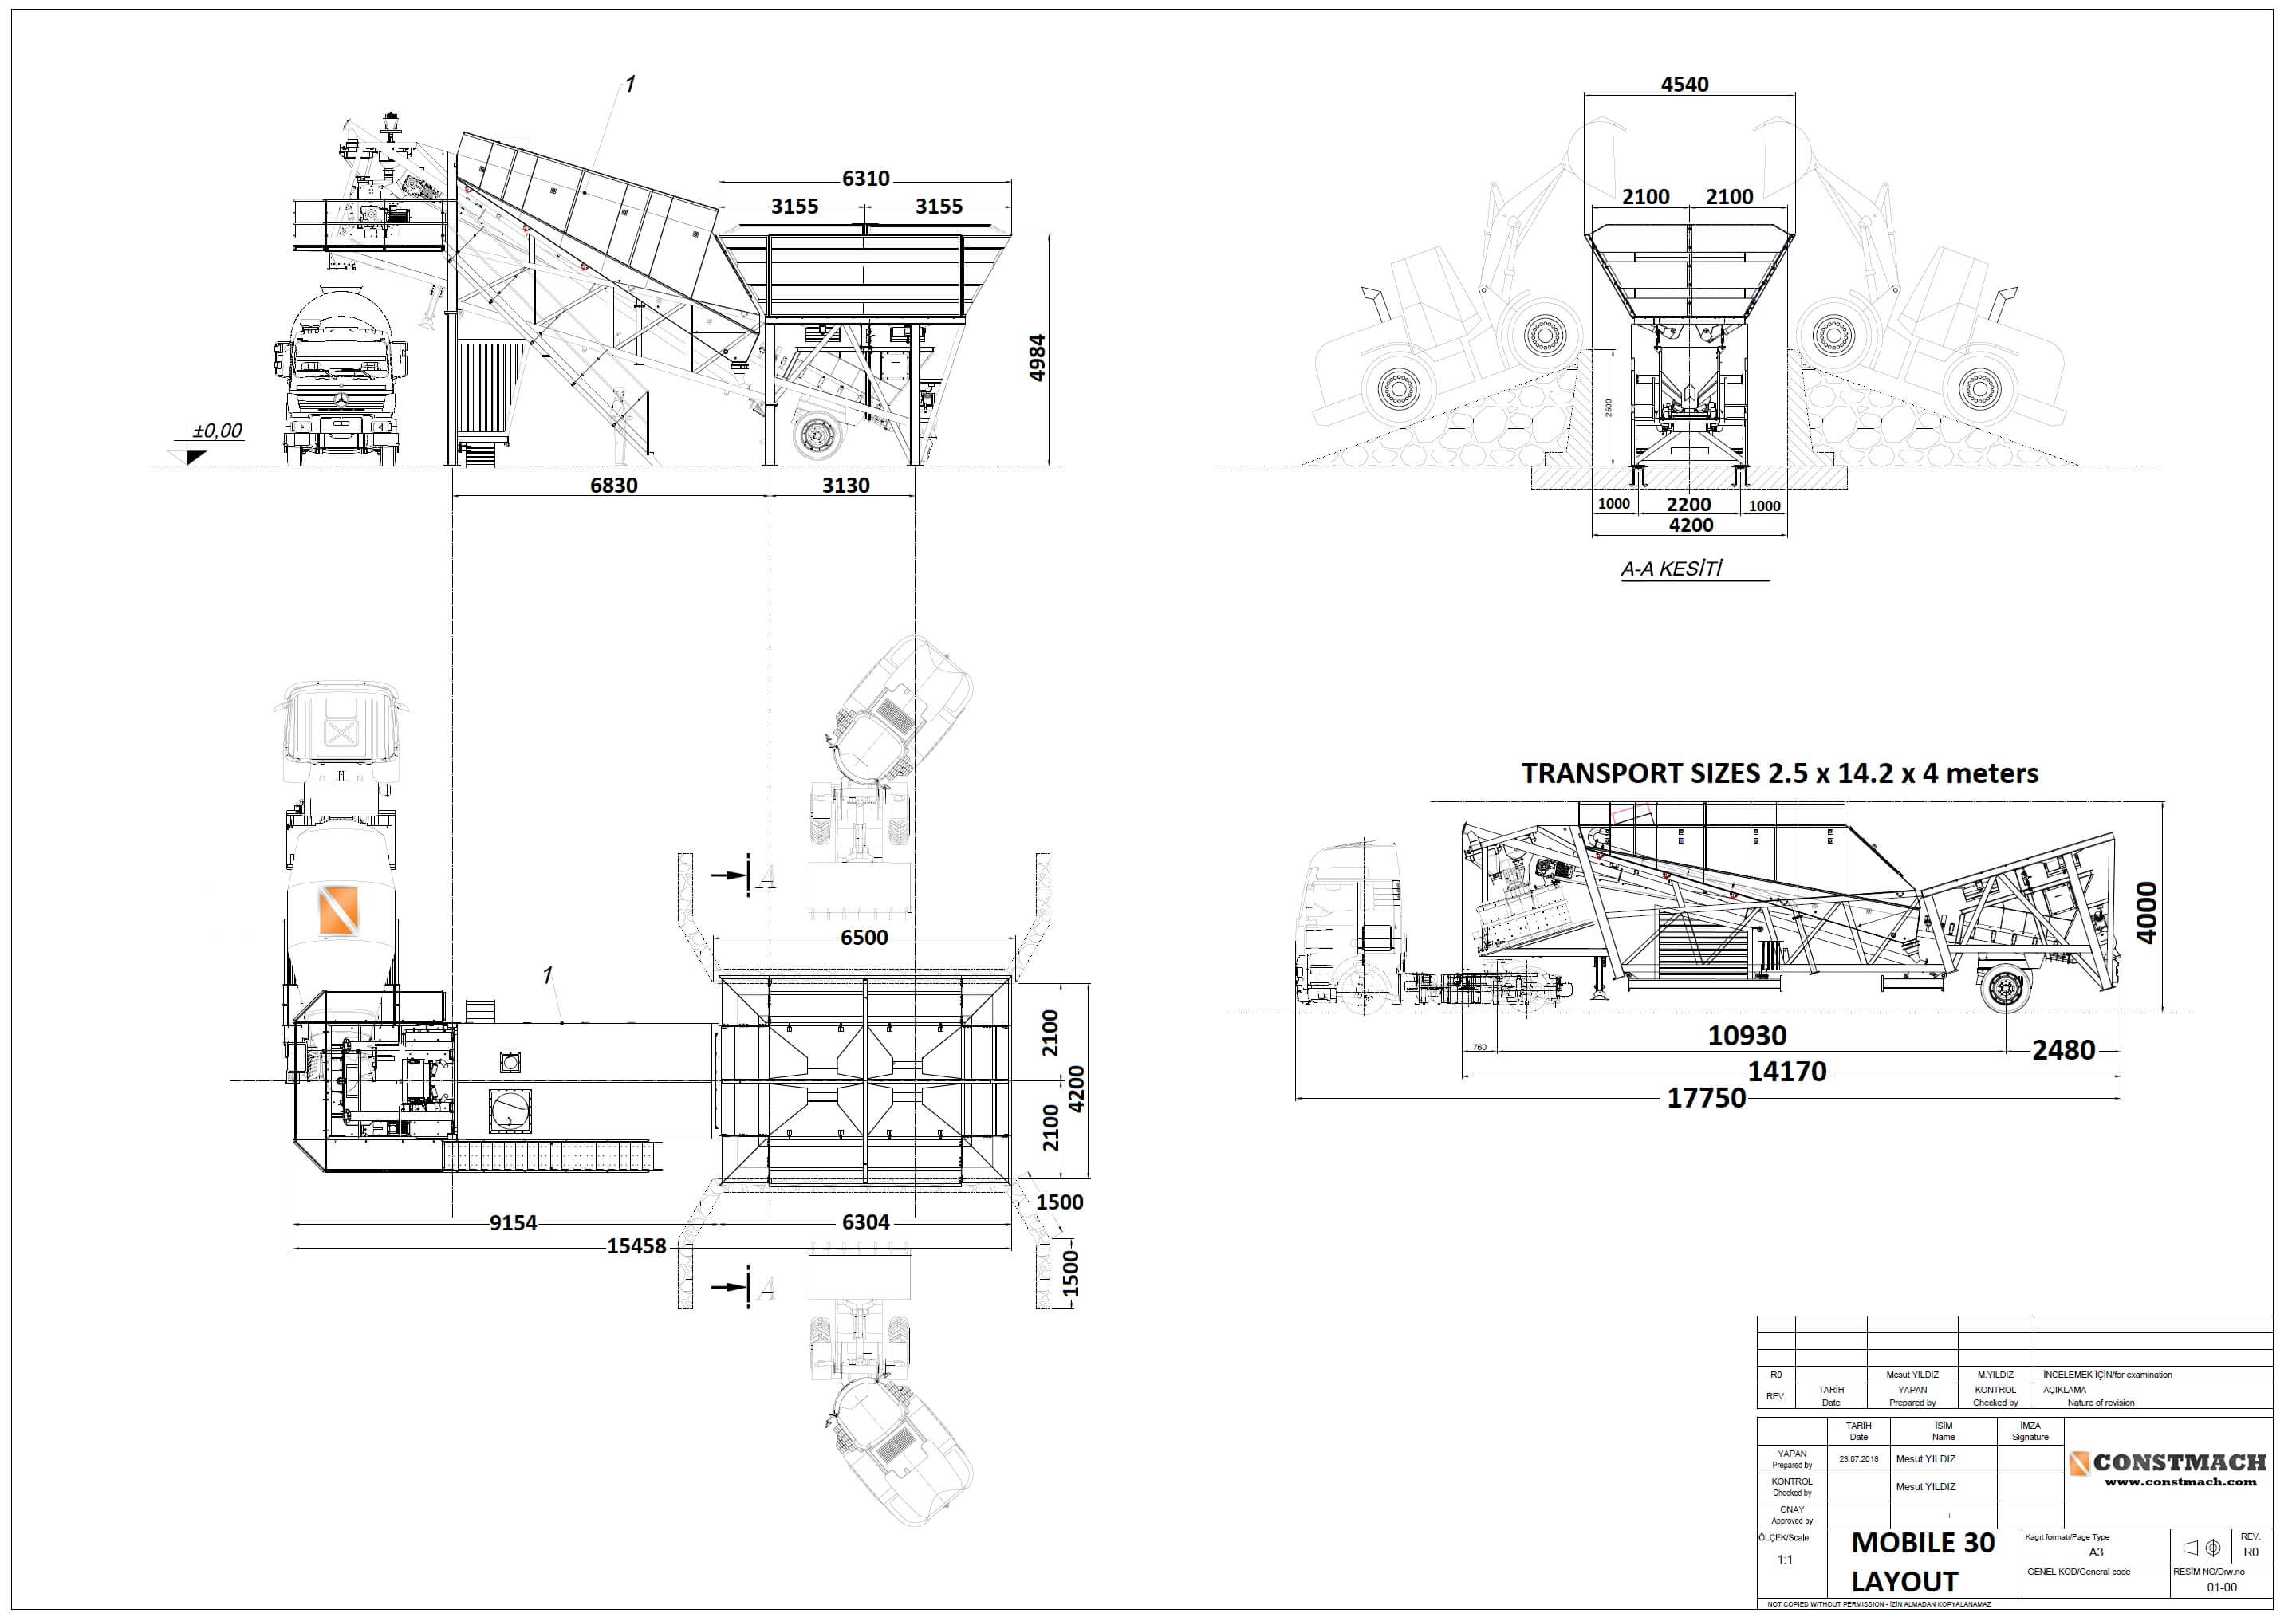 1
6310
3155
3155
4984
±0,00
6830
3130
4540
2100
2100
2500
1000
2200
1000
4200
A-A KESİTİ
A
6500
1
2100
4200
2100
1500
9154
6304
15458
1500
A
TRANSPORT SIZES 2.5 x 14.2 x 4 meters
4000
10930
760
2480
14170
17750
R0
Mesut YILDIZ
M.YILDIZ
İNCELEMEK İÇİN/for examination
REV.
TARİH
Date
YAPAN
Prepared by
KONTROL
Checked by
AÇIKLAMA
Nature of revision
TARİH
Date
İSİM
Name
İMZA
Signature
YAPAN
Prepared by
23.07.2018
Mesut YILDIZ
KONTROL
Checked by
Mesut YILDIZ
ONAY
Approved by
CONSTMACH
www.constmach.com
ÖLÇEK/Scale
1:1
MOBILE 30
LAYOUT
Kagıt formatı/Page Type
A3
REV.
R0
GENEL KOD/General code
RESİM NO/Drw.no
01-00
NOT COPIED WITHOUT PERMISSION - İZİN ALMADAN KOPYALANAMAZ